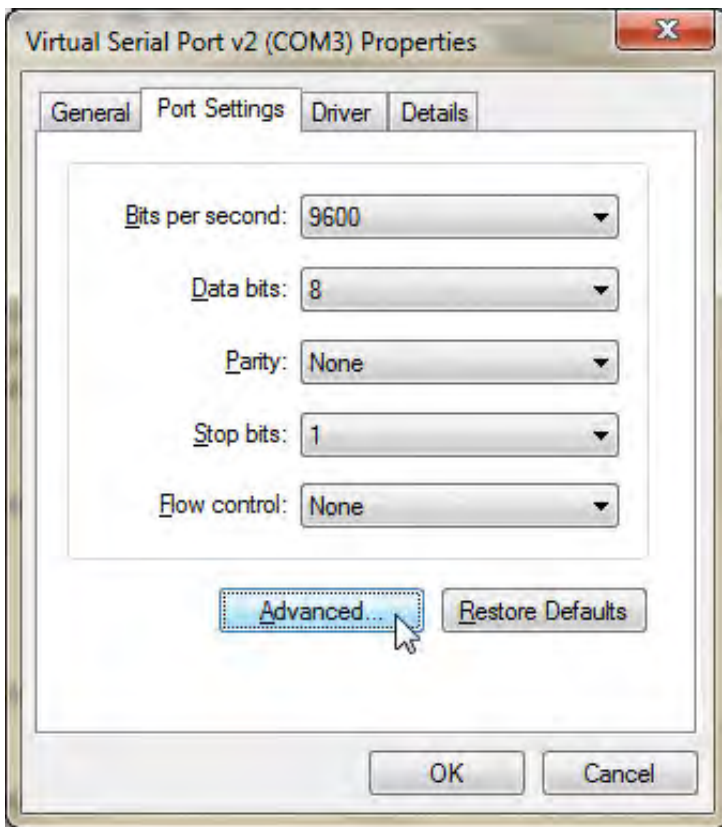 Virtual Serial Port v2 (COM3) Properties
General Port Settings Driver Details
Bits per second: 9600
Data bits: 8
Parity: None
Stop bits: 1
Flow control: None
Advanced... Restore Defaults
OK Cancel